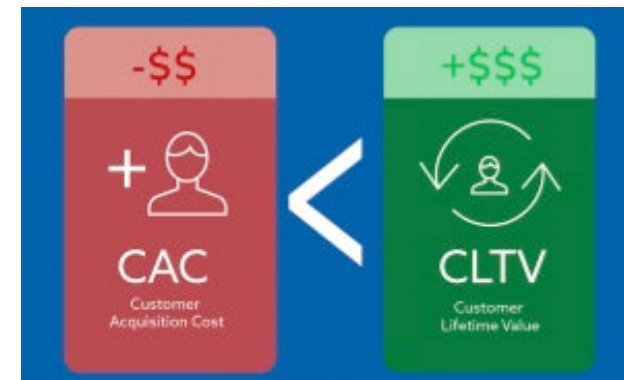 -$$
+
CAC
Customer
Acquisition Cost
<
+$$$
CLTV
Customer
Lifetime Value